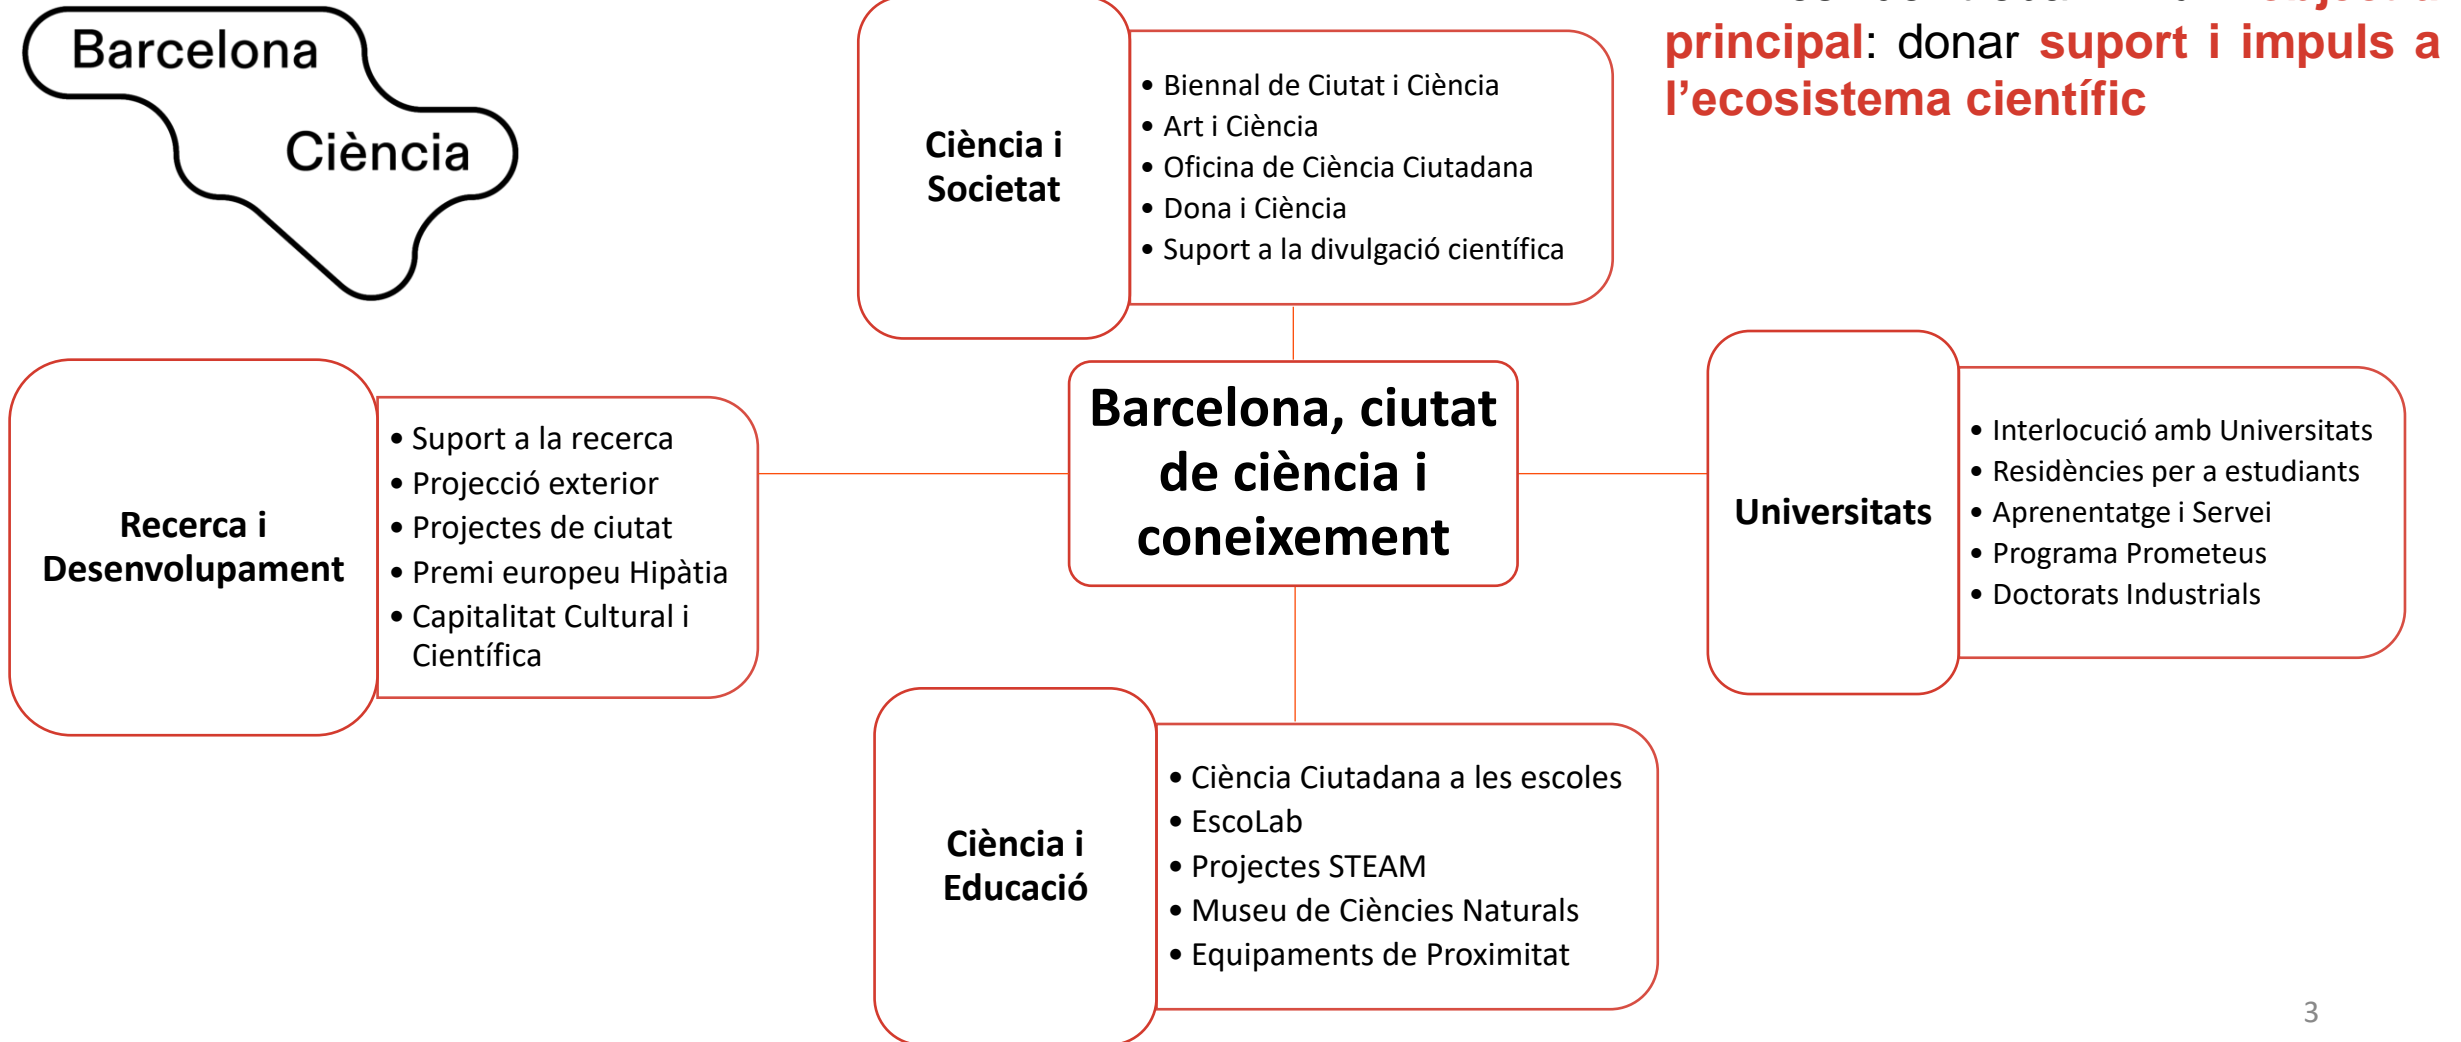 Barcelona
Ciència
principal: donar suport i impuls a
l’ecosistema científic
Ciència i
Societat
• Biennal de Ciutat i Ciència
• Art i Ciència
• Oficina de Ciència Ciutadana
• Dona i Ciència
• Suport a la divulgació científica
Recerca i
Desenvolupament
• Suport a la recerca
• Projecció exterior
• Projectes de ciutat
• Premi europeu Hipàtia
• Capitalitat Cultural i
Científica
Barcelona, ciutat
de ciència i
coneixement
Universitats
• Interlocució amb Universitats
• Residències per a estudiants
• Aprenentatge i Servei
• Programa Prometeus
• Doctorats Industrials
Ciència i
Educació
• Ciència Ciutadana a les escoles
• EscoLab
• Projectes STEAM
• Museu de Ciències Naturals
• Equipaments de Proximitat
3